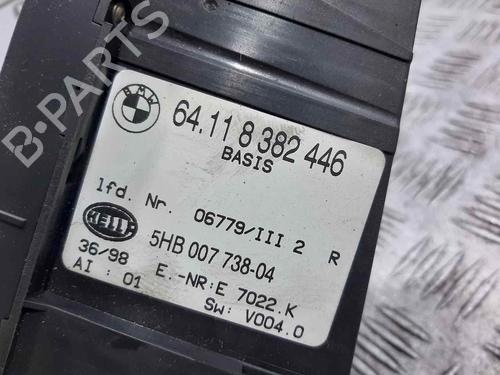 B-PARTS
BMW
64.11 8 382 446
BASIS
lfd. Nr. 06779/III 2 R
HELLA
5HB 007 738-04
36/98 E.-NR:E 7022.K
AI : 01 SW: V004.0